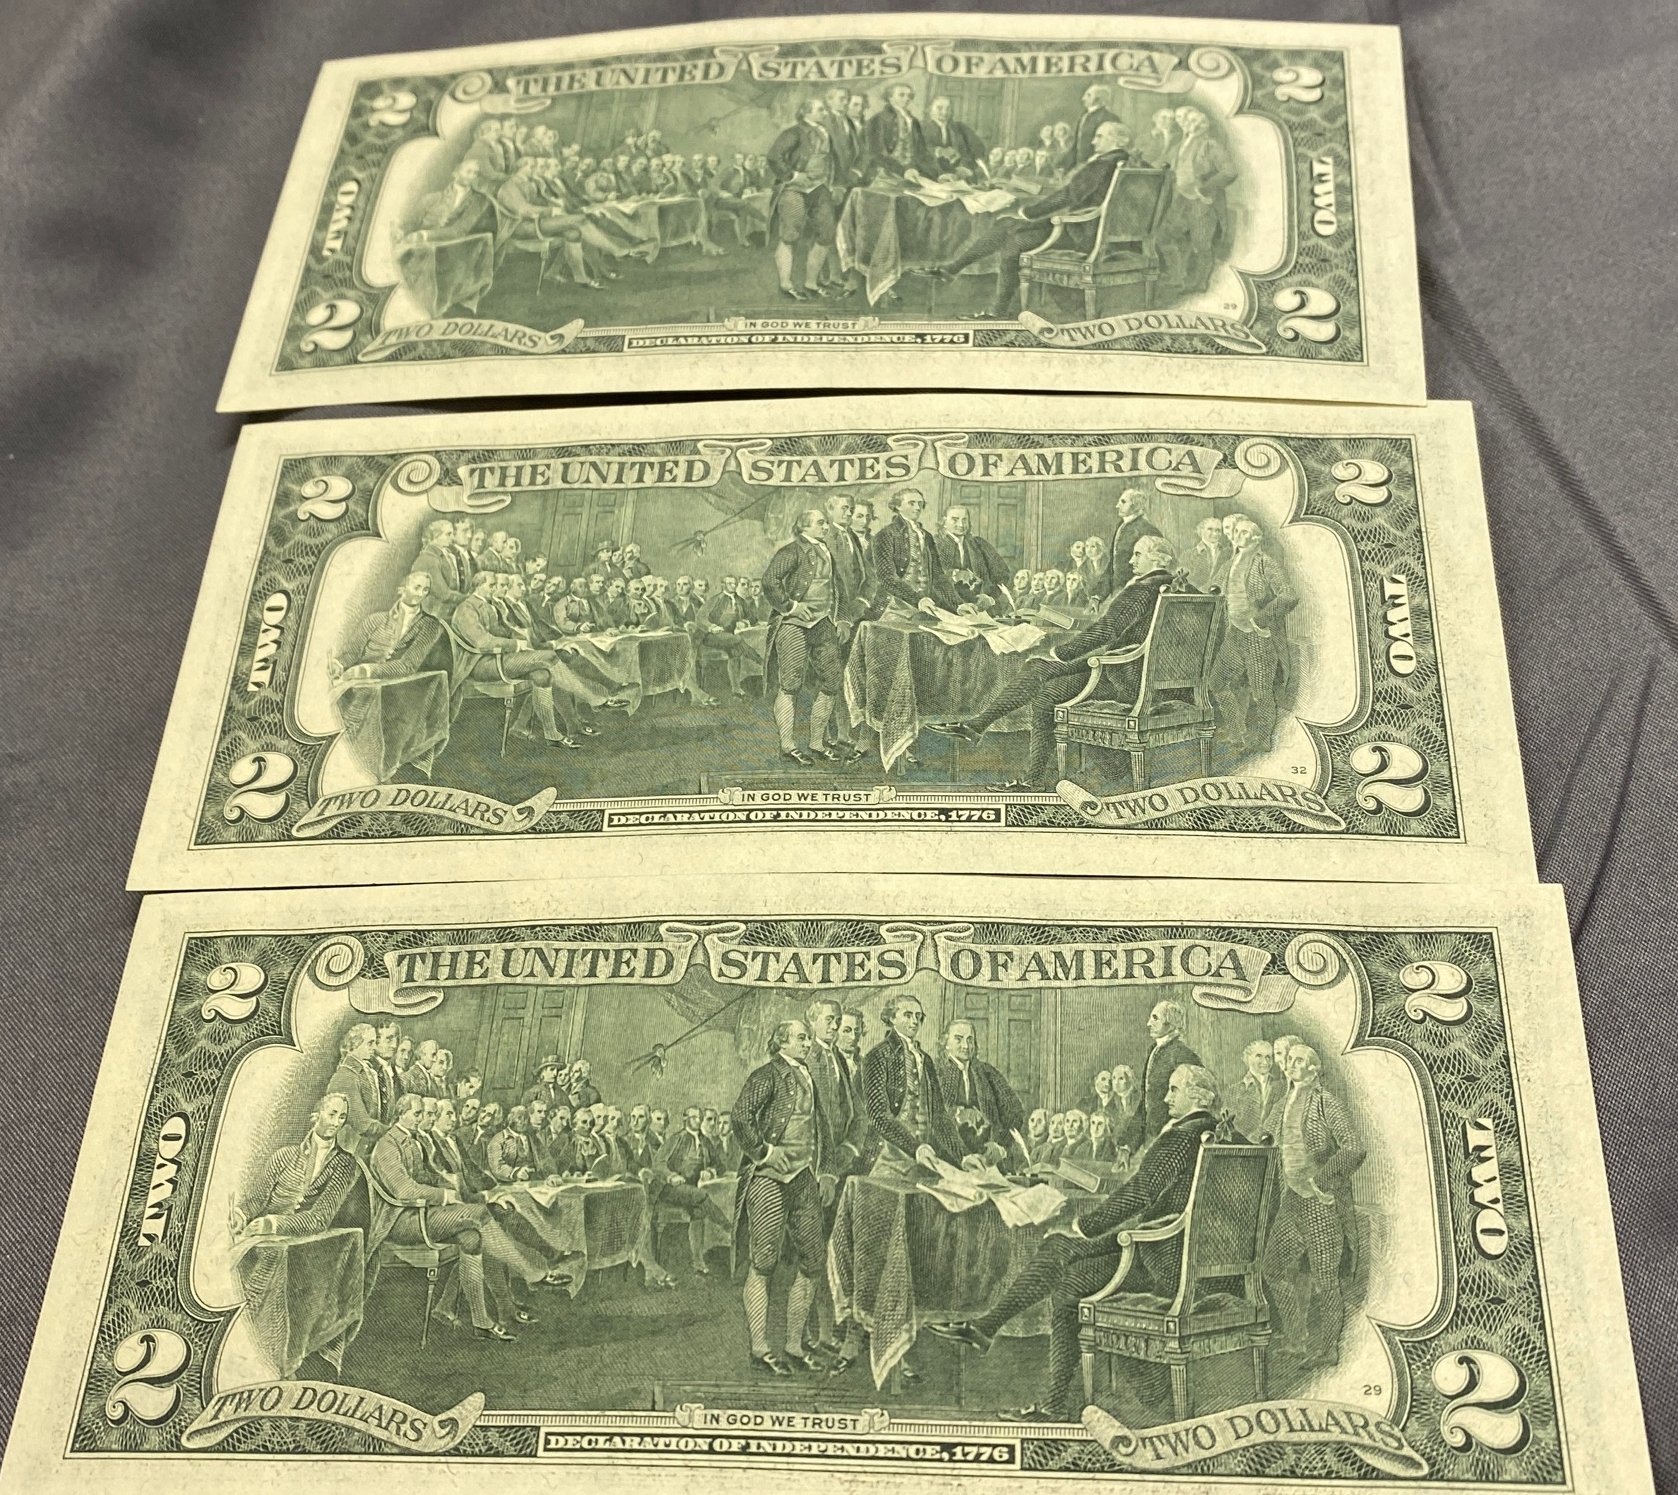 THE UNITED STATES OF AMERICA
2 2
TWO TWO
29
2 2
TWO DOLLARS IN GOD WE TRUST TWO DOLLARS
DECLARATION OF INDEPENDENCE, 1776
THE UNITED STATES OF AMERICA
2 2
TWO TWO
32
2 2
TWO DOLLARS IN GOD WE TRUST TWO DOLLARS
DECLARATION OF INDEPENDENCE, 1776
THE UNITED STATES OF AMERICA
2 2
TWO TWO
29
2 2
TWO DOLLARS IN GOD WE TRUST TWO DOLLARS
DECLARATION OF INDEPENDENCE, 1776